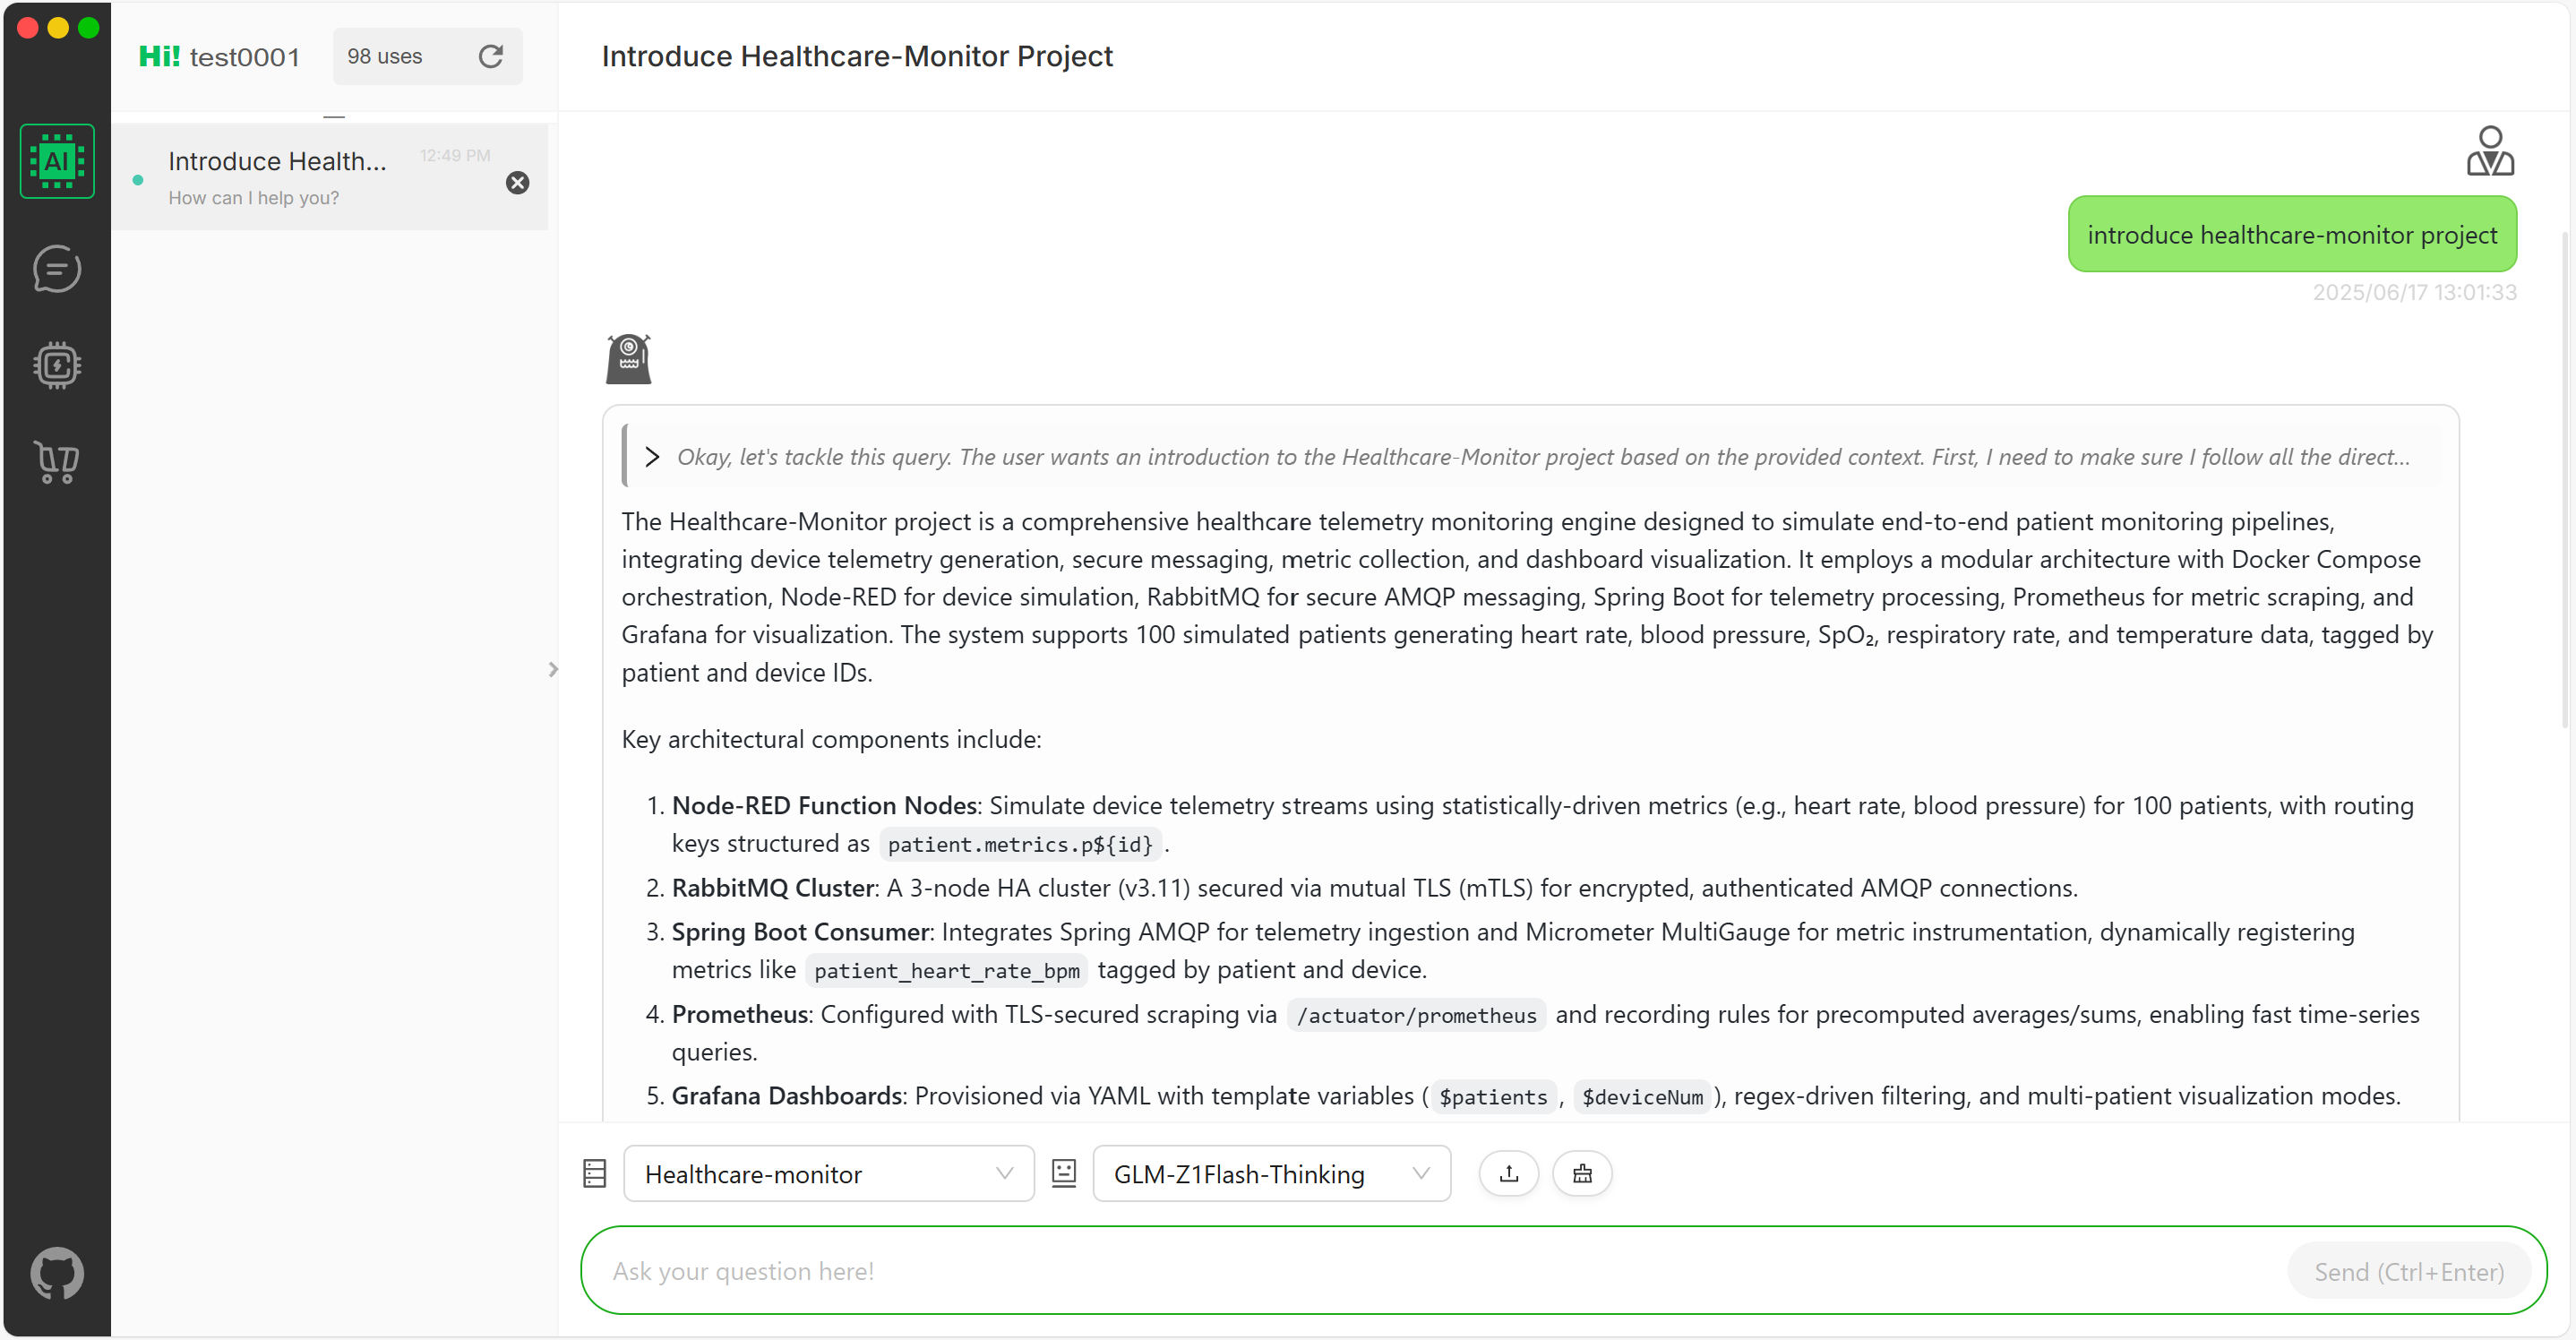 Hi! test0001
98 uses
Introduce Healthcare-Monitor Project
AI
Introduce Health...
12:49 PM
How can I help you?
introduce healthcare-monitor project
2025/06/17 13:01:33
Okay, let's tackle this query. The user wants an introduction to the Healthcare-Monitor project based on the provided context. First, I need to make sure I follow all the direct...
The Healthcare-Monitor project is a comprehensive healthcare telemetry monitoring engine designed to simulate end-to-end patient monitoring pipelines,
integrating device telemetry generation, secure messaging, metric collection, and dashboard visualization. It employs a modular architecture with Docker Compose
orchestration, Node-RED for device simulation, RabbitMQ for secure AMQP messaging, Spring Boot for telemetry processing, Prometheus for metric scraping, and
Grafana for visualization. The system supports 100 simulated patients generating heart rate, blood pressure, SpO₂, respiratory rate, and temperature data, tagged by
patient and device IDs.
Key architectural components include:
1. Node-RED Function Nodes: Simulate device telemetry streams using statistically-driven metrics (e.g., heart rate, blood pressure) for 100 patients, with routing
keys structured as patient.metrics.p${id} .
2. RabbitMQ Cluster: A 3-node HA cluster (v3.11) secured via mutual TLS (mTLS) for encrypted, authenticated AMQP connections.
3. Spring Boot Consumer: Integrates Spring AMQP for telemetry ingestion and Micrometer MultiGauge for metric instrumentation, dynamically registering
metrics like patient_heart_rate_bpm tagged by patient and device.
4. Prometheus: Configured with TLS-secured scraping via /actuator/prometheus and recording rules for precomputed averages/sums, enabling fast time-series
queries.
5. Grafana Dashboards: Provisioned via YAML with template variables ( $patients , $deviceNum ), regex-driven filtering, and multi-patient visualization modes.
Healthcare-monitor
GLM-Z1Flash-Thinking
Ask your question here!
Send (Ctrl+Enter)